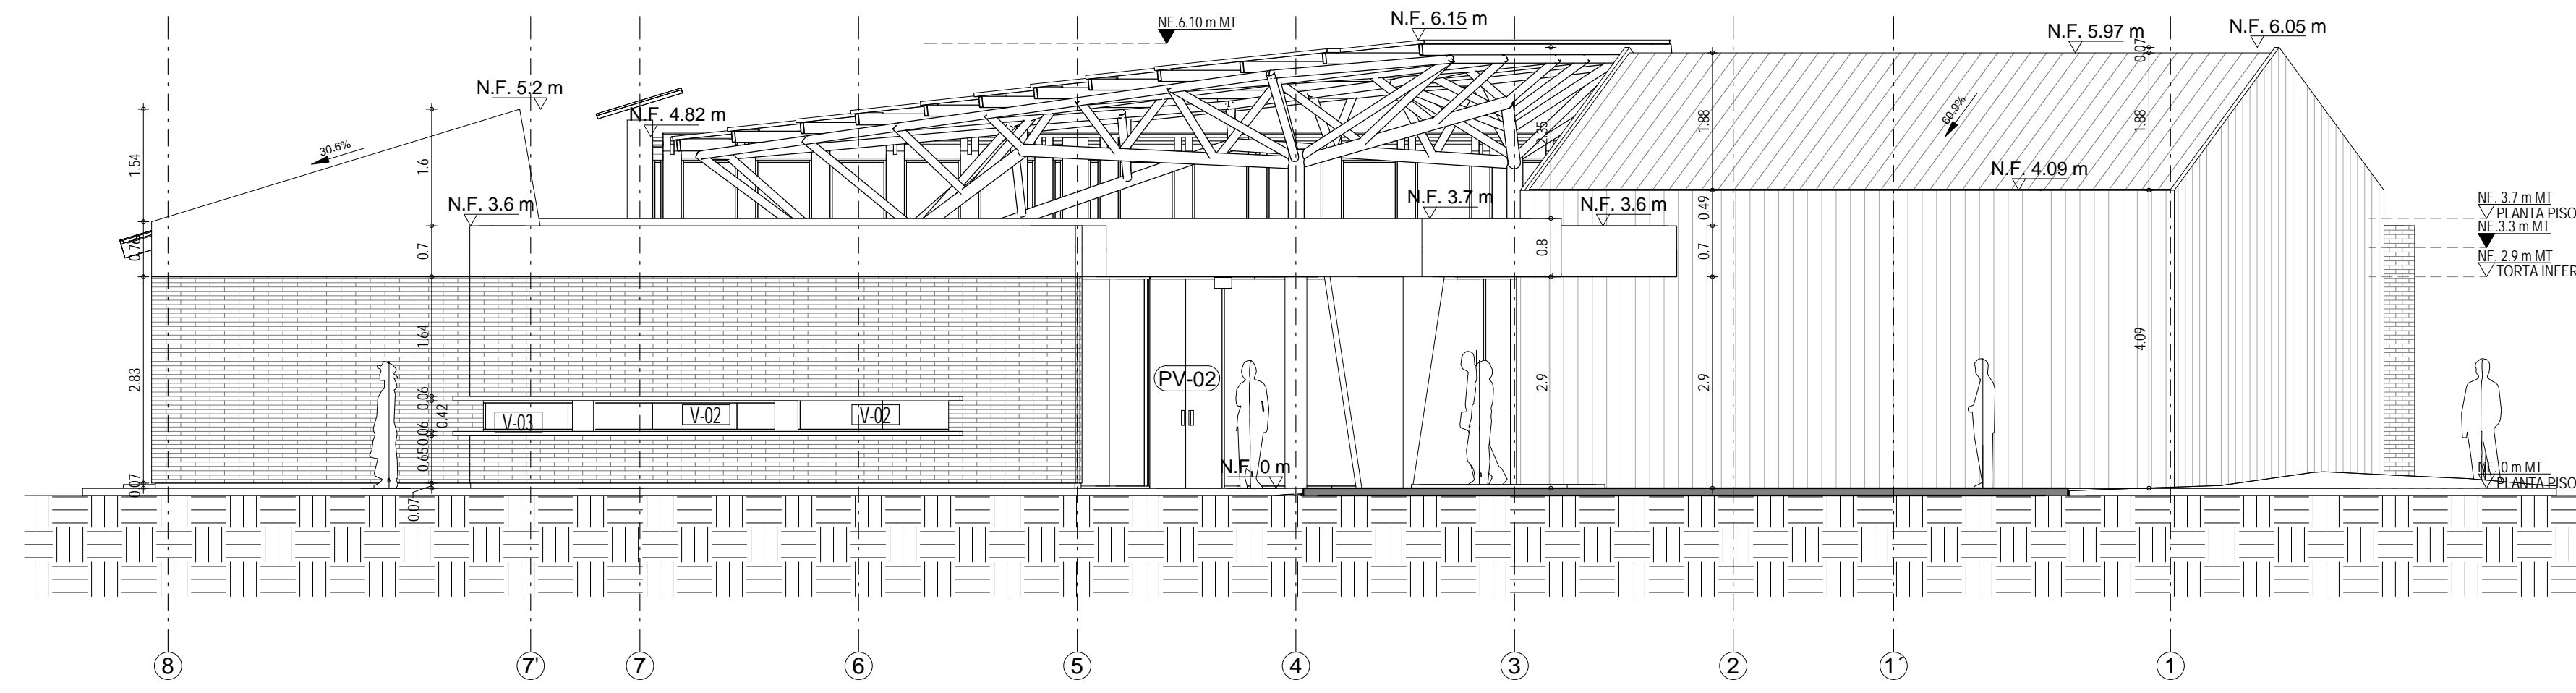 NE.6.10 m MT
N.F. 6.15 m
N.F. 5.97 m
N.F. 6.05 m
0.07
N.F. 5.2 m
N.F. 4.82 m
30.6%
60.9%
1.54
1.6
2.35
1.88
1.88
N.F. 4.09 m
N.F. 3.6 m
N.F. 3.7 m
N.F. 3.6 m
0.49
NF. 3.7 m MT
PLANTA PISO
NE.3.3 m MT
NF. 2.9 m MT
TORTA INFER
0.76
0.7
0.8
0.7
1.64
4.09
2.83
PV-02
2.9
2.9
0.06
0.42
V-03
V-02
V-02
0.06
0.65
N.F. 0 m
NF. 0 m MT
PLANTA PISO
0.07
0.07
8
7'
7
6
5
4
3
2
1´
1